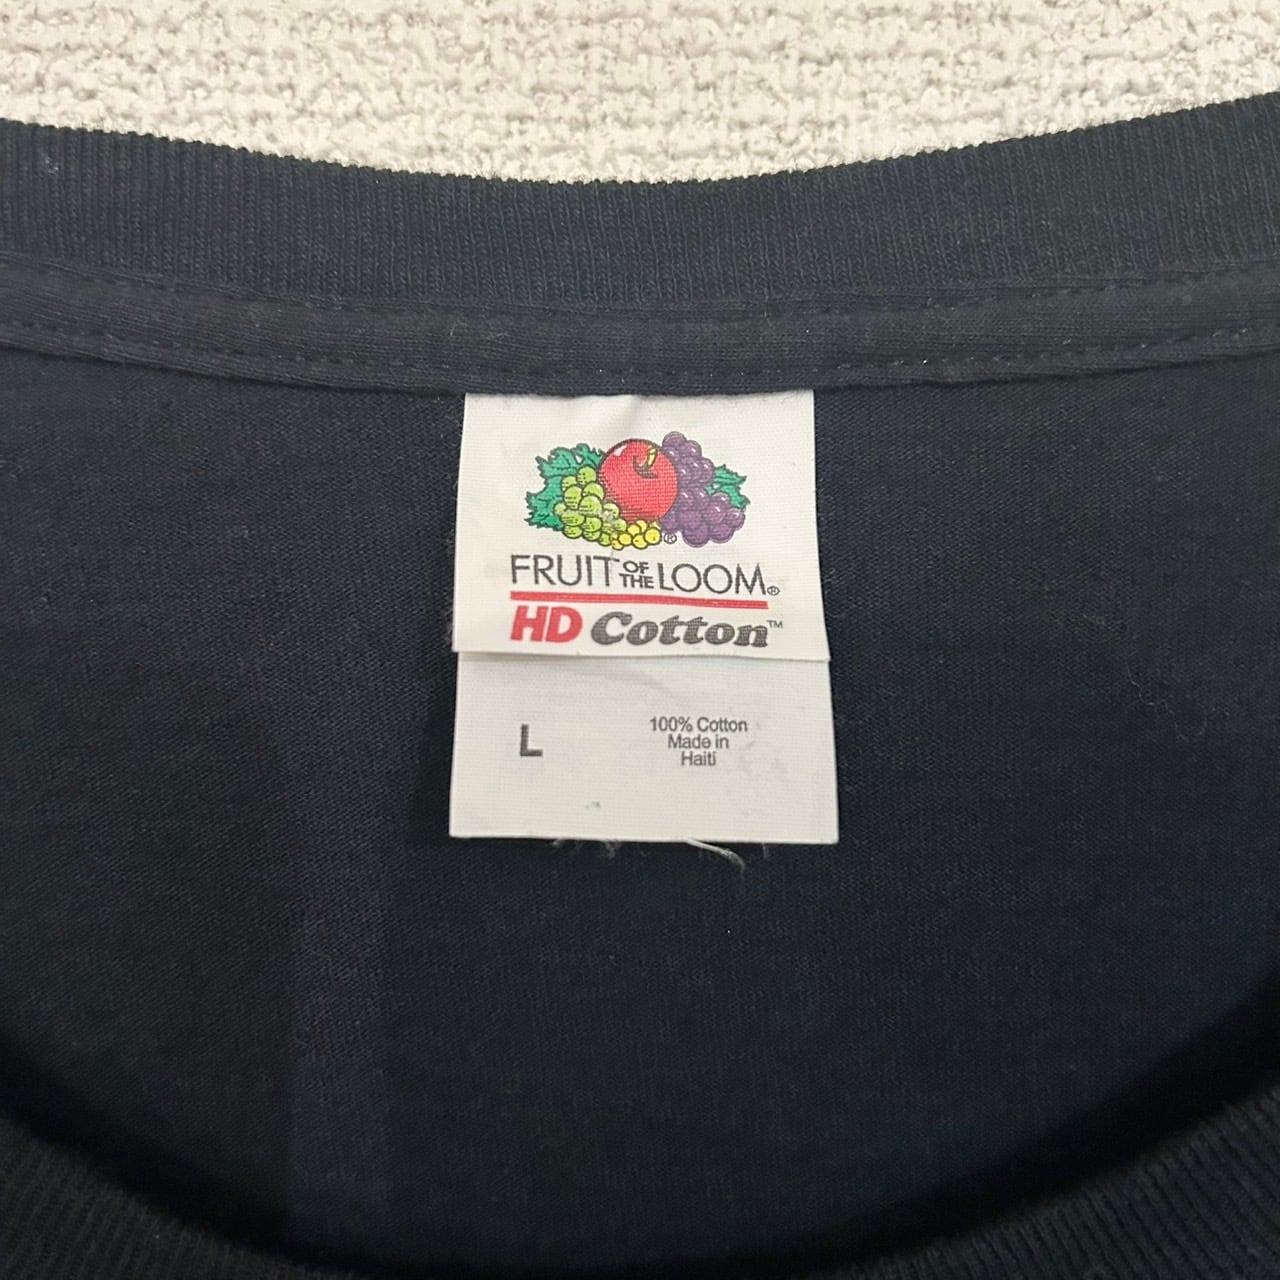 FRUIT OF THE LOOM®
HD Cotton™
L
100% Cotton
Made in
Haiti